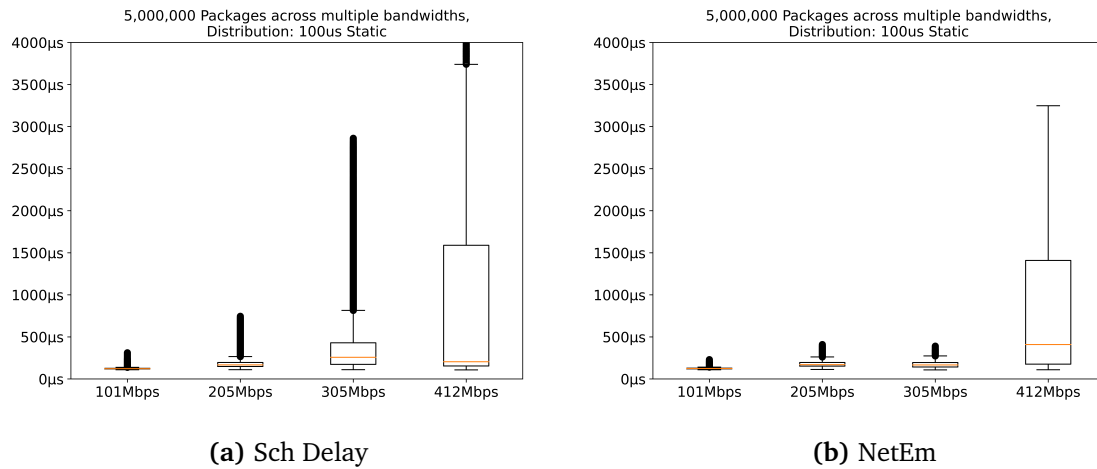 5,000,000 Packages across multiple bandwidths,
Distribution: 100us Static
4000µs
3500µs
3000µs
2500µs
2000µs
1500µs
1000µs
500µs
0µs
101Mbps 205Mbps 305Mbps 412Mbps
(a) Sch Delay
5,000,000 Packages across multiple bandwidths,
Distribution: 100us Static
4000µs
3500µs
3000µs
2500µs
2000µs
1500µs
1000µs
500µs
0µs
101Mbps 205Mbps 305Mbps 412Mbps
(b) NetEm